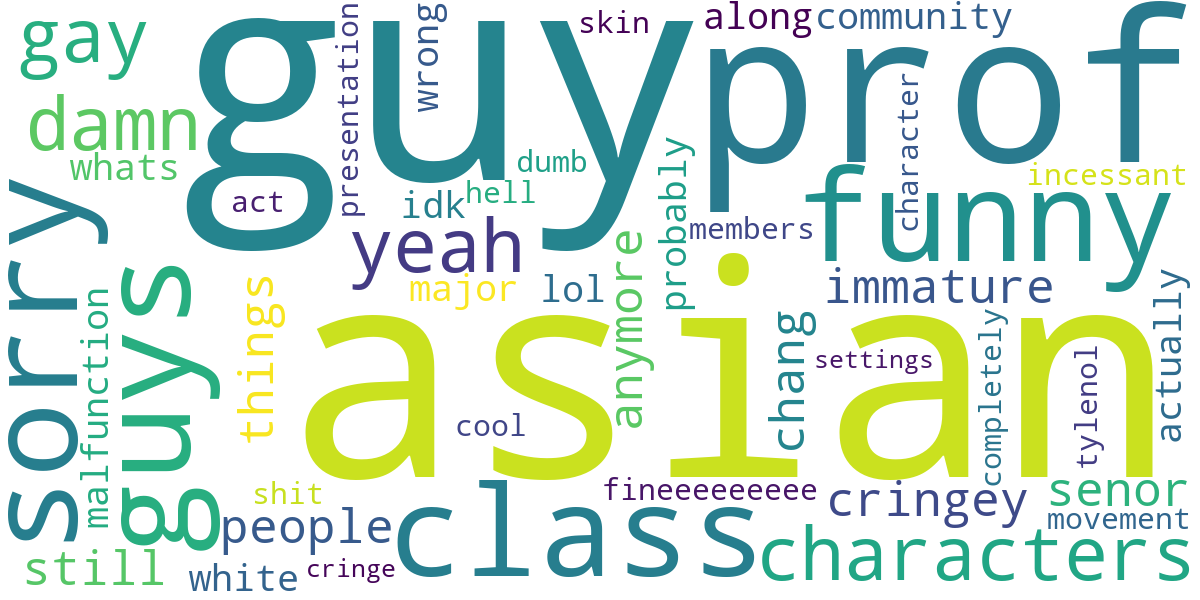 gay
guy
prof
presentation
wrong
skin
along
community
damn
whats
act
dumb
hell
idk
yeah
probably
members
character
incessant
funny
sorry
guys
malfunction
things
major
lol
anymore
immature
asian
chang
settings
completely
tylenol
actually
cool
shit
people
class
fineeeeeeeee
cringey
senor
movement
characters
still
white
cringe